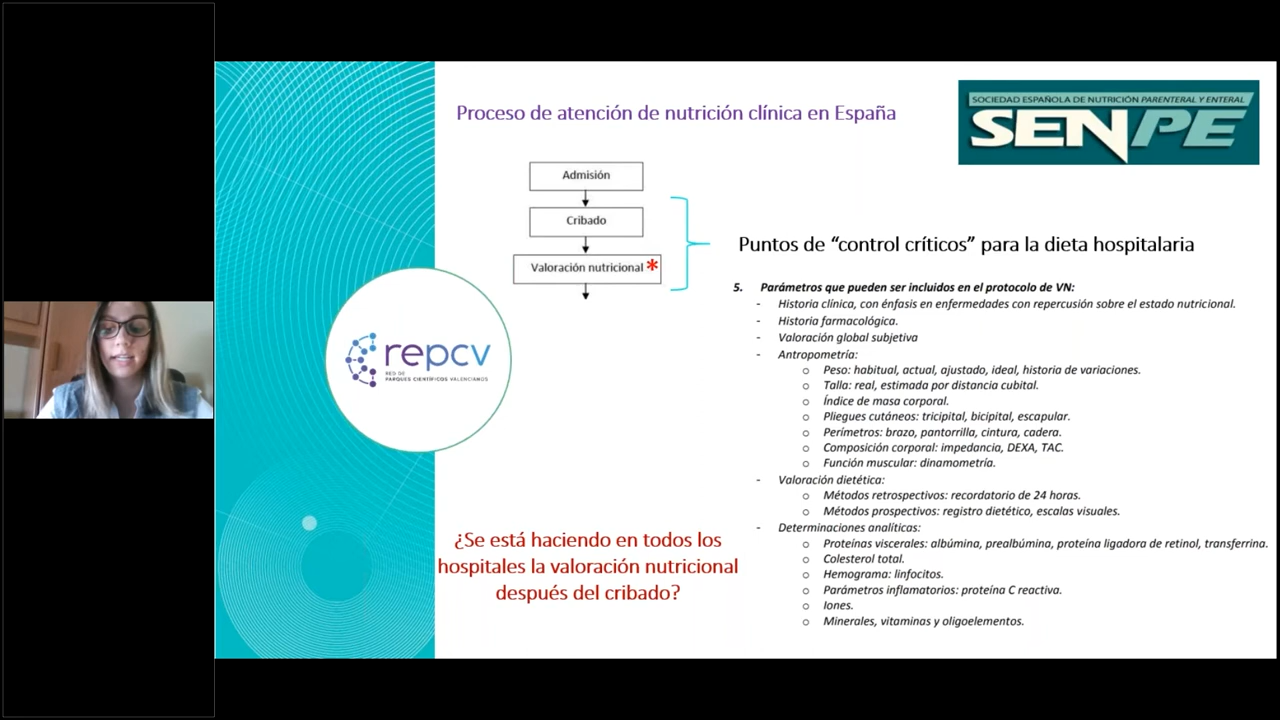 Proceso de atención de nutrición clínica en España
SOCIEDAD ESPAÑOLA DE NUTRICIÓN PARENTERAL Y ENTERAL
SENPE
Admisión
Cribado
Valoración nutricional *
Puntos de “control críticos” para la dieta hospitalaria
5. Parámetros que pueden ser incluidos en el protocolo de VN:
- Historia clínica, con énfasis en enfermedades con repercusión sobre el estado nutricional.
- Historia farmacológica.
- Valoración global subjetiva
- Antropometría:
o Peso: habitual, actual, ajustado, ideal, historia de variaciones.
o Talla: real, estimada por distancia cubital.
o Índice de masa corporal.
o Pliegues cutáneos: tricipital, bicipital, escapular.
o Perímetros: brazo, pantorrilla, cintura, cadera.
o Composición corporal: impedancia, DEXA, TAC.
o Función muscular: dinamometría.
- Valoración dietética:
o Métodos retrospectivos: recordatorio de 24 horas.
o Métodos prospectivos: registro dietético, escalas visuales.
- Determinaciones analíticas:
o Proteínas viscerales: albúmina, prealbúmina, proteína ligadora de retinol, transferrina.
o Colesterol total.
o Hemograma: linfocitos.
o Parámetros inflamatorios: proteína C reactiva.
o Iones.
o Minerales, vitaminas y oligoelementos.
repcv
RED DE
PARQUES CIENTÍFICOS VALENCIANOS
¿Se está haciendo en todos los
hospitales la valoración nutricional
después del cribado?